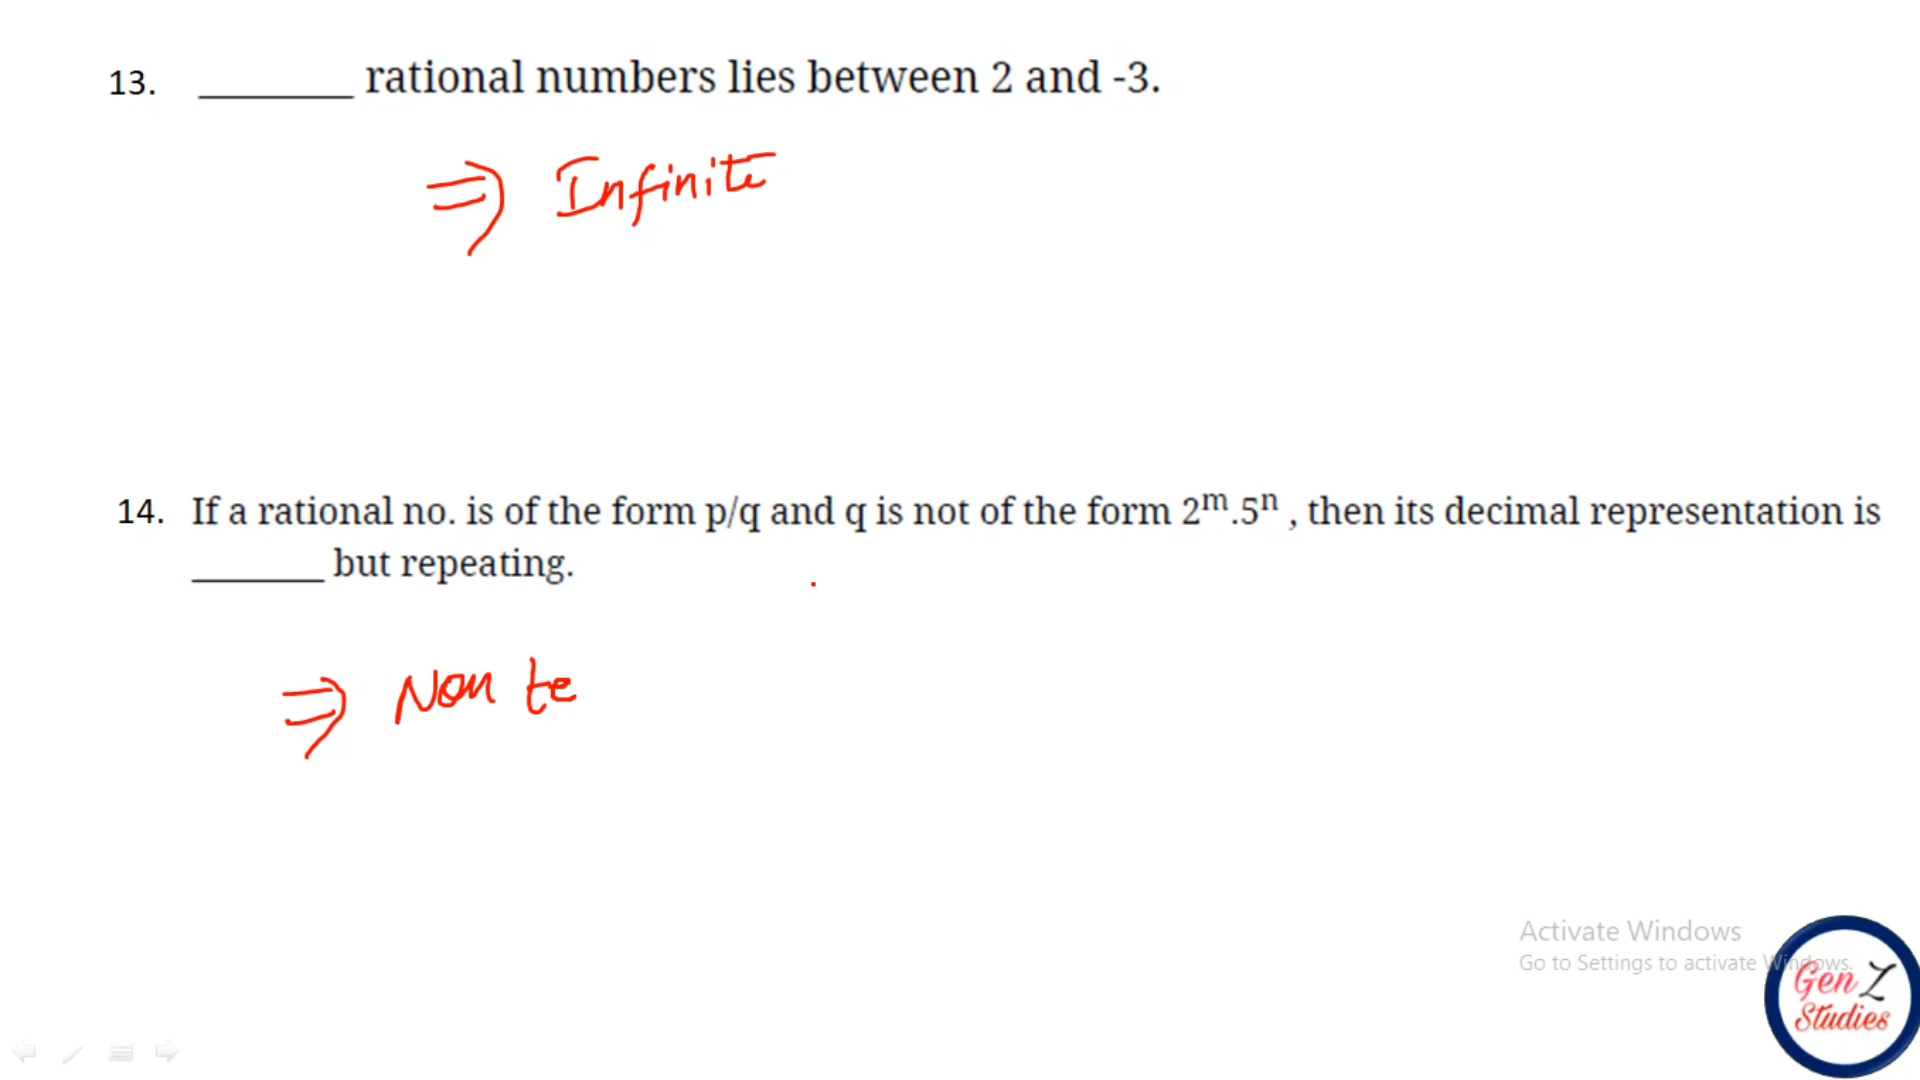 13. _______ rational numbers lies between 2 and -3.
⇒ Infinite
14. If a rational no. is of the form p/q and q is not of the form 2ᵐ.5ⁿ , then its decimal representation is
______ but repeating.
⇒ Non te
Activate Windows
Go to Settings to activate Windows.
Gen Z
Studies